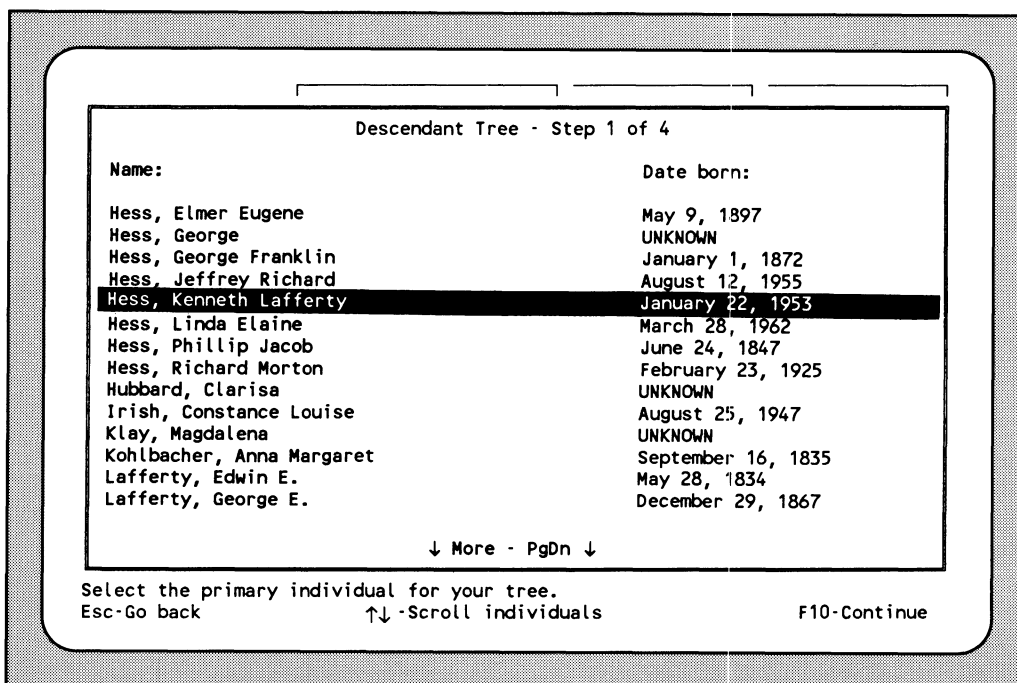 Descendant Tree - Step 1 of 4
Name: Date born:
Hess, Elmer Eugene May 9, 1897
Hess, George UNKNOWN
Hess, George Franklin January 1, 1872
Hess, Jeffrey Richard August 12, 1955
Hess, Kenneth Lafferty January 22, 1953
Hess, Linda Elaine March 28, 1962
Hess, Phillip Jacob June 24, 1847
Hess, Richard Morton February 23, 1925
Hubbard, Clarisa UNKNOWN
Irish, Constance Louise August 25, 1947
Klay, Magdalena UNKNOWN
Kohlbacher, Anna Margaret September 16, 1835
Lafferty, Edwin E. May 28, 1834
Lafferty, George E. December 29, 1867
↓ More - PgDn ↓
Select the primary individual for your tree.
Esc-Go back ↑↓ -Scroll individuals F10-Continue